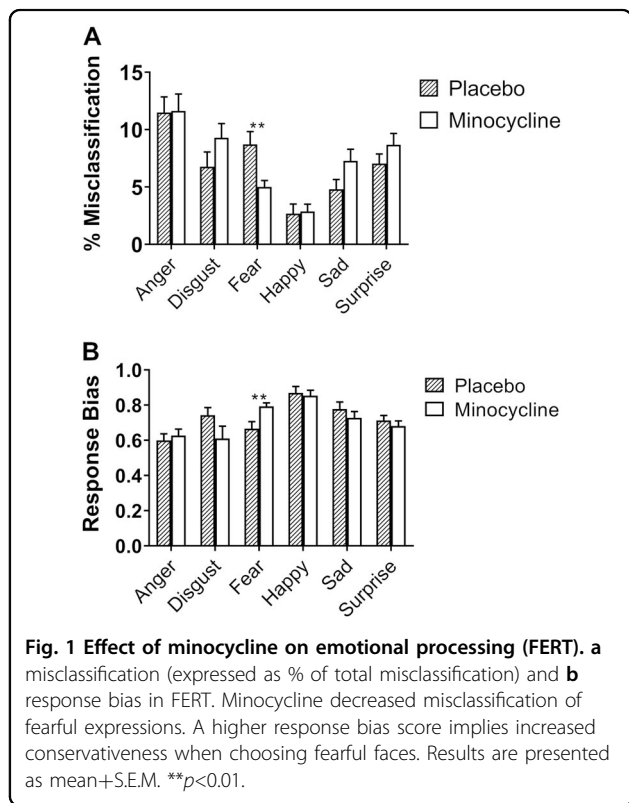 A
% Misclassification
15
10
5
0
**
Placebo
Minocycline
Anger
Disgust
Fear
Happy
Sad
Surprise
B
Response Bias
1.0
0.8
0.6
0.4
0.2
0.0
**
Placebo
Minocycline
Anger
Disgust
Fear
Happy
Sad
Surprise
Fig. 1 Effect of minocycline on emotional processing (FERT). a
misclassification (expressed as % of total misclassification) and b
response bias in FERT. Minocycline decreased misclassification of
fearful expressions. A higher response bias score implies increased
conservativeness when choosing fearful faces. Results are presented
as mean+S.E.M. **p<0.01.